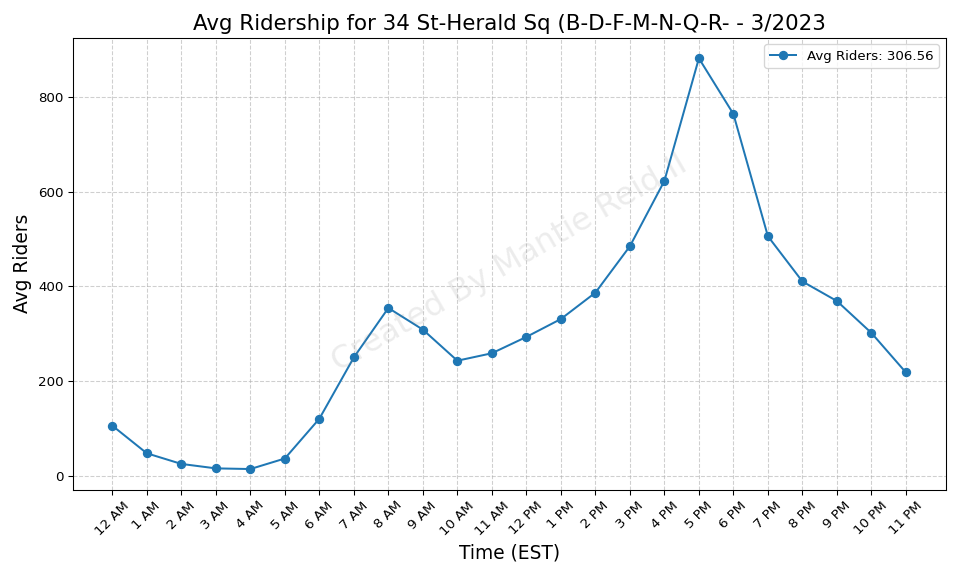 Avg Ridership for 34 St-Herald Sq (B-D-F-M-N-Q-R- - 3/2023
Avg Riders: 306.56
Avg Riders
800
600
400
200
0
Created By Mantle Reid II
12 AM
1 AM
2 AM
3 AM
4 AM
5 AM
6 AM
7 AM
8 AM
9 AM
10 AM
11 AM
12 PM
1 PM
2 PM
3 PM
4 PM
5 PM
6 PM
7 PM
8 PM
9 PM
10 PM
11 PM
Time (EST)